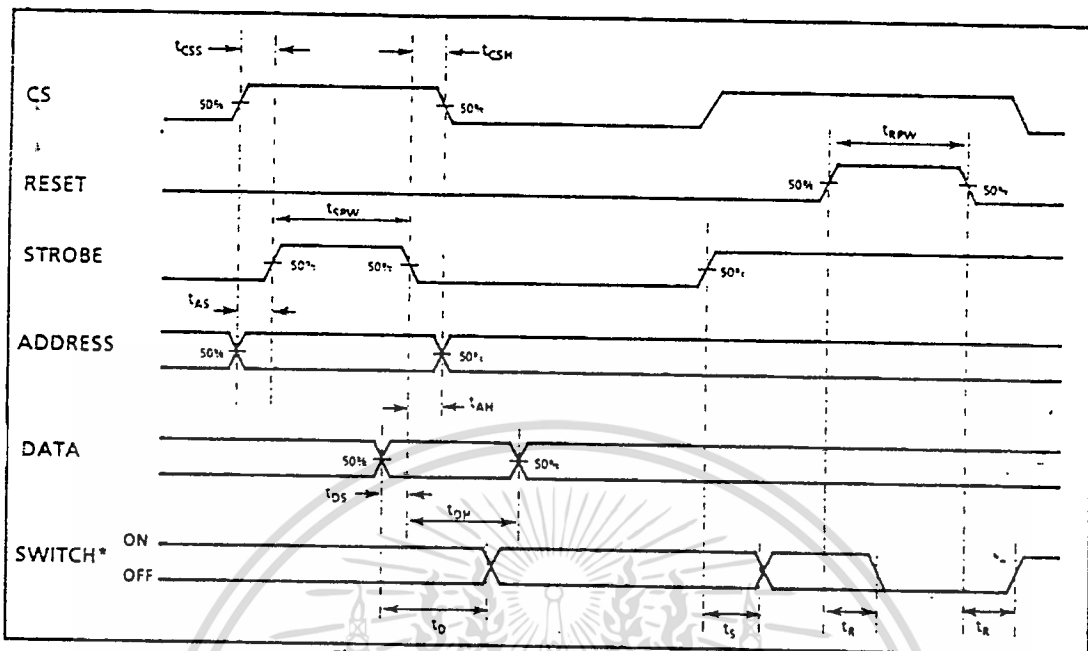 tCSS
tCSH
CS
50%
50%
tRPW
RESET
50%
50%
tSPW
STROBE
50%
50%
50%
tAS
ADDRESS
50%
50%
tAH
DATA
50%
50%
tDS
tDH
SWITCH*
ON
OFF
tD
tS
tR
tR